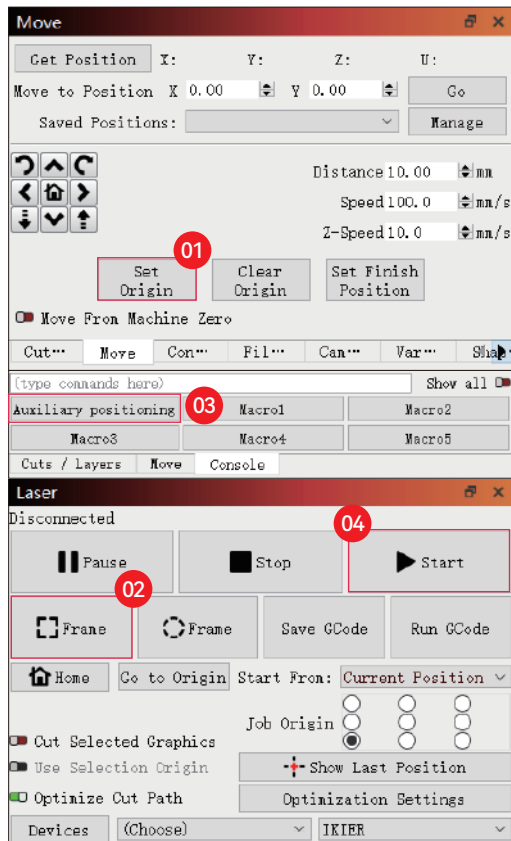 Move
Get Position X: Y: Z: U:
Move to Position X 0.00 Y 0.00 Go
Saved Positions: Manage
Distance 10.00 mm
Speed 100.0 mm/s
Z-Speed 10.0 mm/s
01
Set Origin Clear Origin Set Finish Position
Move Fron Machine Zero
Cut··· Move Con··· Fil··· Can··· Var··· Shap
(type connands here) Show all
Auxiliary positioning 03 Macro1 Macro2
Macro3 Macro4 Macro5
Cuts / Layers Move Console
Laser
Disconnected
04
Pause Stop Start
02
Frane Frame Save GCode Run GCode
Home Go to Origin Start Fron: Current Position
Job Origin
Cut Selected Graphics
Use Selection Origin Show Last Position
Optimize Cut Path Optimization Settings
Devices (Choose) IKIER